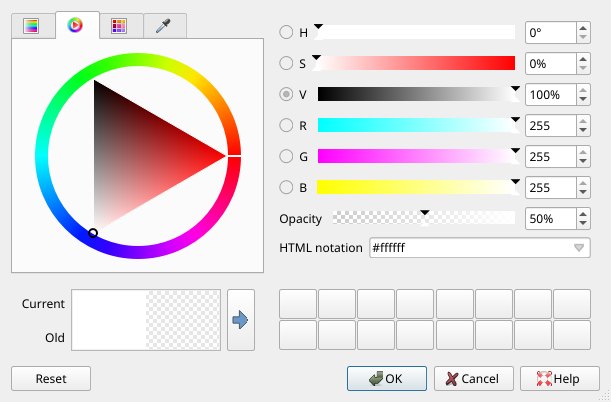 H 0°
S 0%
V 100%
R 255
G 255
B 255
Opacity 50%
HTML notation #ffffff
Current
Old
Reset OK Cancel Help